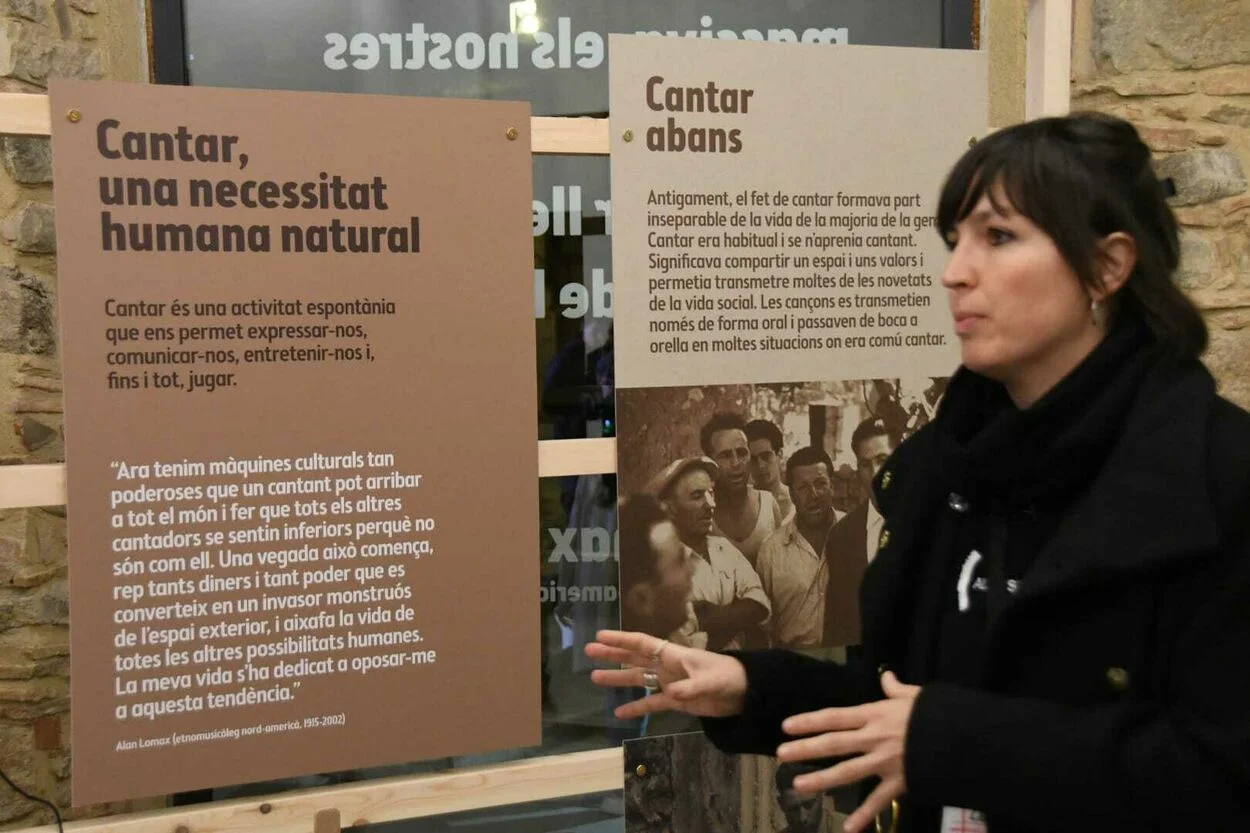 massiva els nostres
Cantar,
una necessitat
humana natural
Cantar és una activitat espontània
que ens permet expressar-nos,
comunicar-nos, entretenir-nos i,
fins i tot, jugar.
“Ara tenim màquines culturals tan
poderoses que un cantant pot arribar
a tot el món i fer que tots els altres
cantadors se sentin inferiors perquè no
són com ell. Una vegada això comença,
rep tants diners i tant poder que es
converteix en un invasor monstruós
de l’espai exterior, i aixafa la vida de
totes les altres possibilitats humanes.
La meva vida s’ha dedicat a oposar-me
a aquesta tendència.”
Alan Lomax (etnomusicòleg nord-americà, 1915-2002)
Cantar
abans
Antigament, el fet de cantar formava part
inseparable de la vida de la majoria de la
Cantar era habitual i se n’aprenia cantant.
Significava compartir un espai i uns valors i
permetia transmetre moltes de les novetats
de la vida social. Les cançons es transmetien
només de forma oral i passaven de boca a
orella en moltes situacions on era comú cantar.